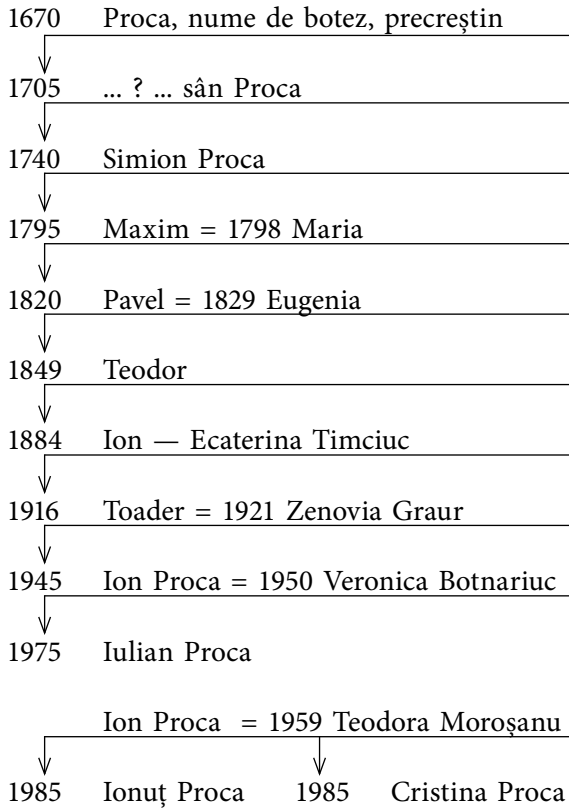 1670 Proca, nume de botez, precreștin
1705 ... ? ... sân Proca
1740 Simion Proca
1795 Maxim = 1798 Maria
1820 Pavel = 1829 Eugenia
1849 Teodor
1884 Ion — Ecaterina Timciuc
1916 Toader = 1921 Zenovia Graur
1945 Ion Proca = 1950 Veronica Botnariuc
1975 Iulian Proca
Ion Proca = 1959 Teodora Moroșanu
1985 Ionuț Proca 1985 Cristina Proca